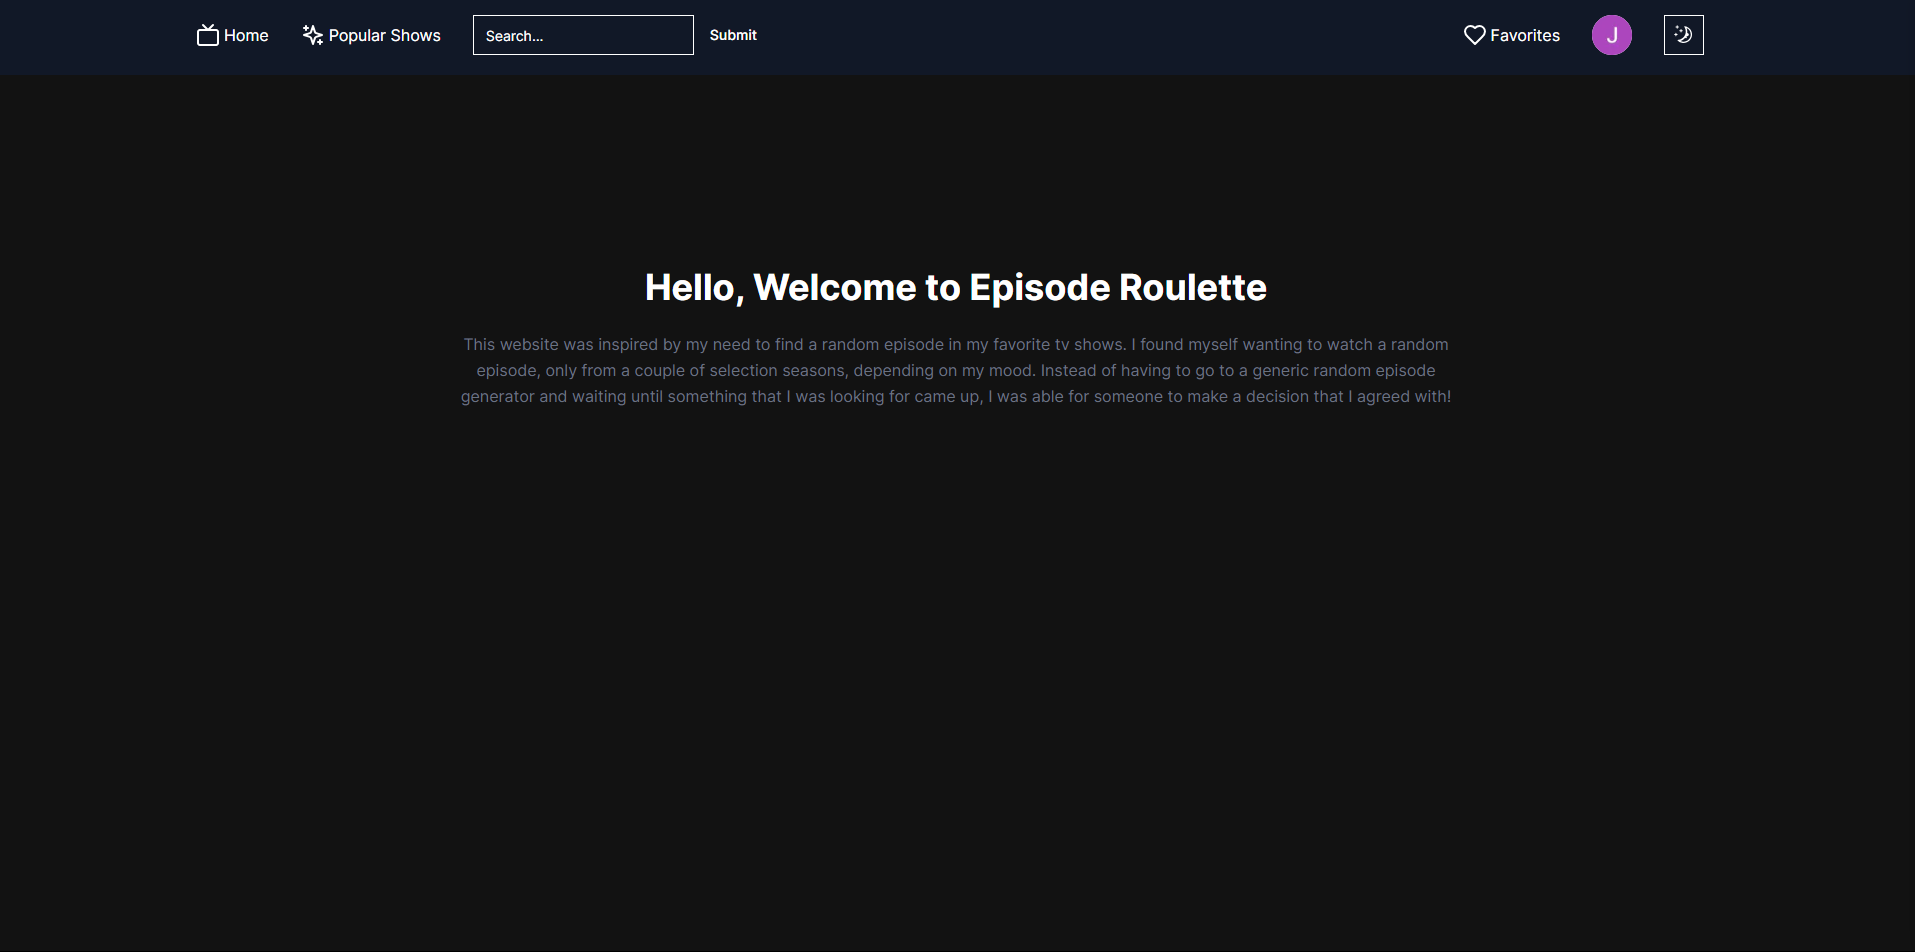 Home
Popular Shows
Search...
Submit
Favorites
J
Hello, Welcome to Episode Roulette
This website was inspired by my need to find a random episode in my favorite tv shows. I found myself wanting to watch a random
episode, only from a couple of selection seasons, depending on my mood. Instead of having to go to a generic random episode
generator and waiting until something that I was looking for came up, I was able for someone to make a decision that I agreed with!